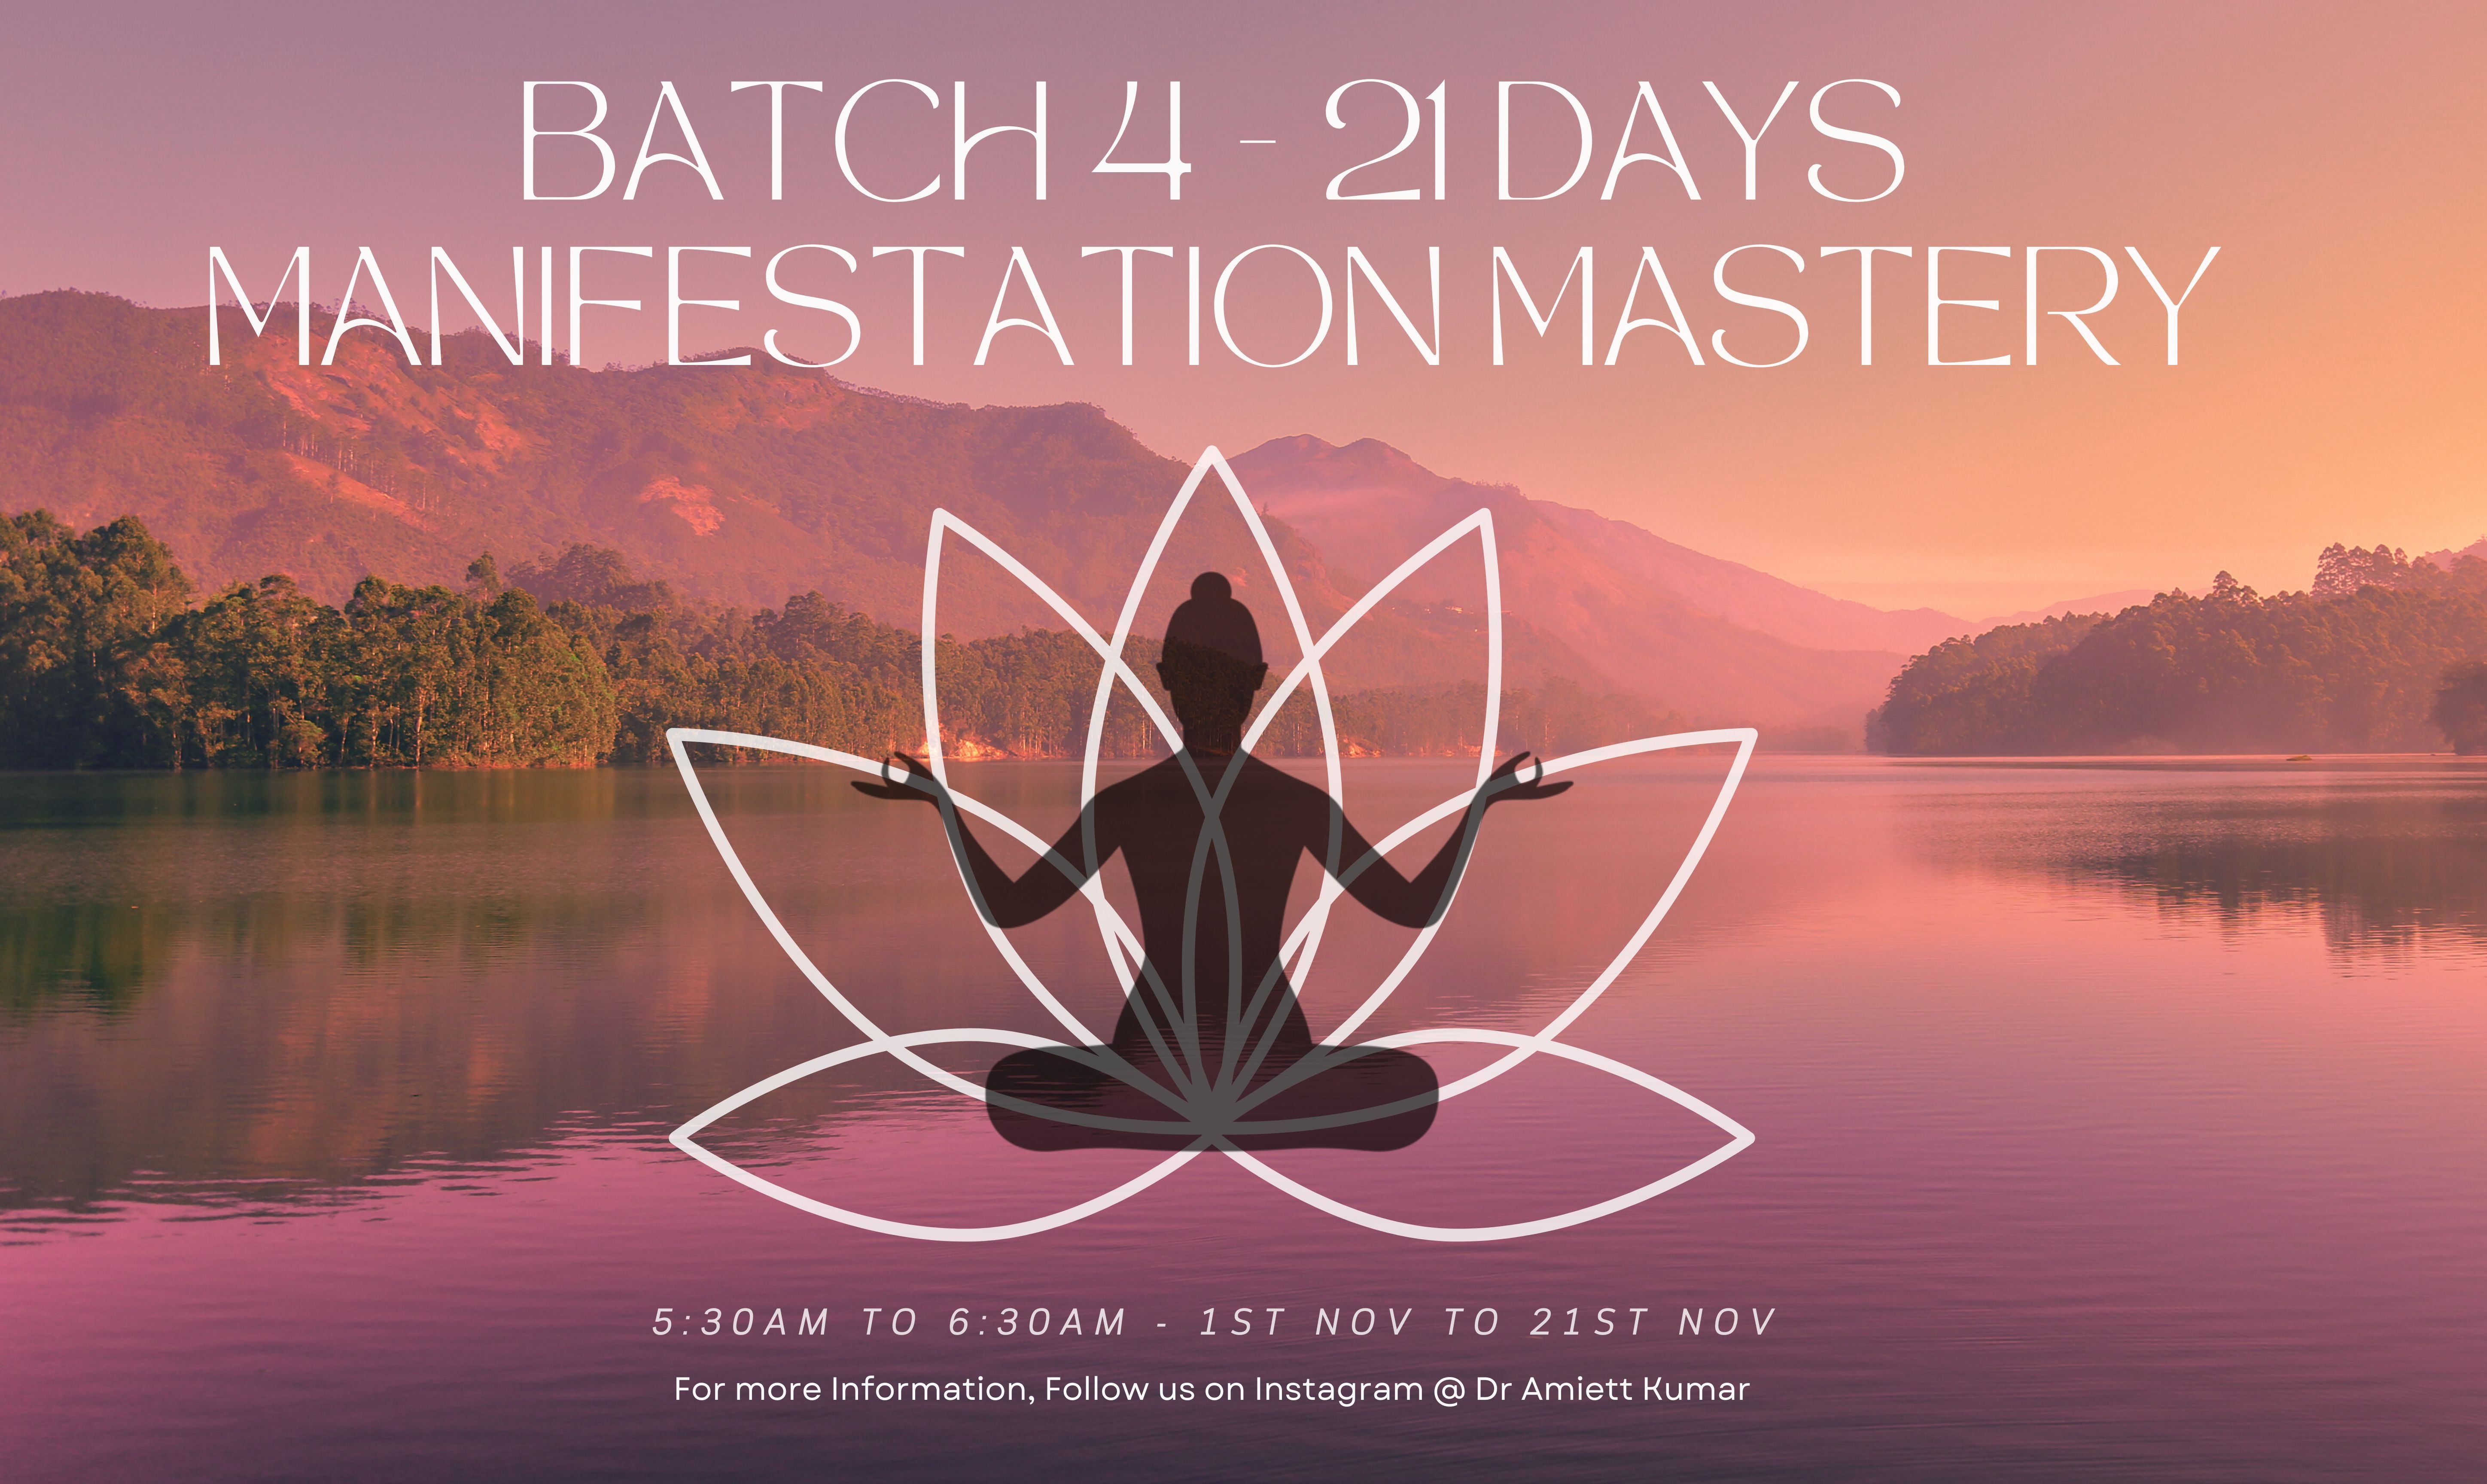 BATCH 4 - 21 DAYS
MANIFESTATION MASTERY
5:30AM TO 6:30AM - 1ST NOV TO 21ST NOV
For more Information, Follow us on Instagram @ Dr Amiett Kumar